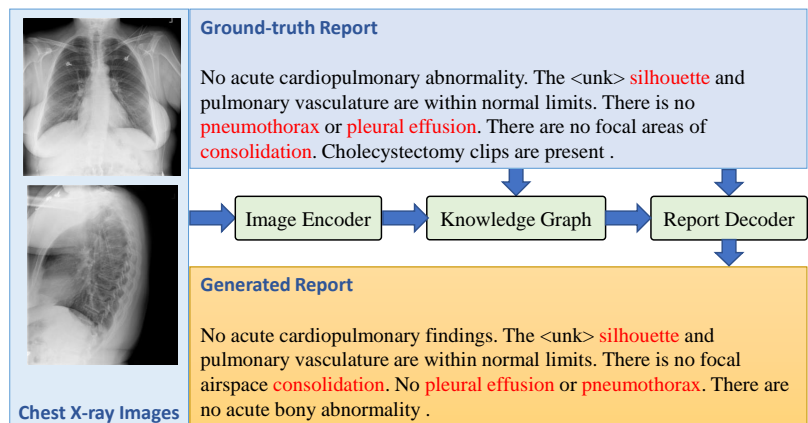 Ground-truth Report
No acute cardiopulmonary abnormality. The <unk> silhouette and
pulmonary vasculature are within normal limits. There is no
pneumothorax or pleural effusion. There are no focal areas of
consolidation. Cholecystectomy clips are present .
Image Encoder
Knowledge Graph
Report Decoder
Generated Report
No acute cardiopulmonary findings. The <unk> silhouette and
pulmonary vasculature are within normal limits. There is no focal
airspace consolidation. No pleural effusion or pneumothorax. There are
no acute bony abnormality .
Chest X-ray Images